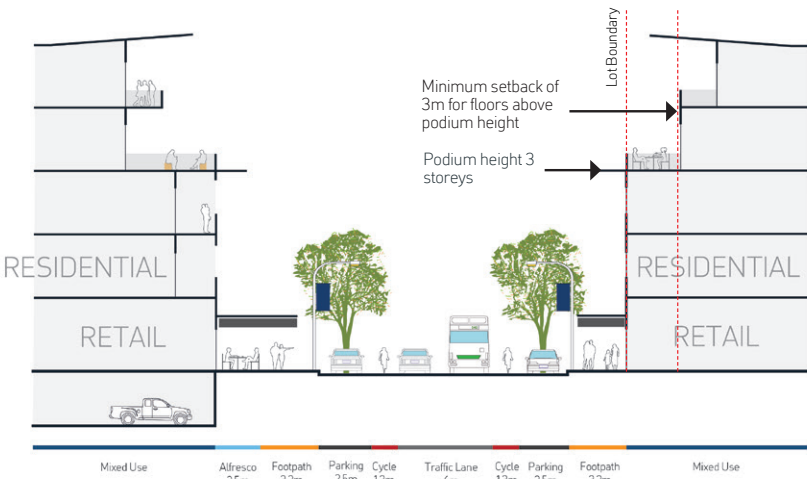 Lot Boundary
Minimum setback of
3m for floors above
podium height
Podium height 3
storeys
RESIDENTIAL
RESIDENTIAL
RETAIL
RETAIL
Mixed Use
Alfresco
Footpath
Parking
Cycle
Traffic Lane
Cycle
Parking
Footpath
Mixed Use